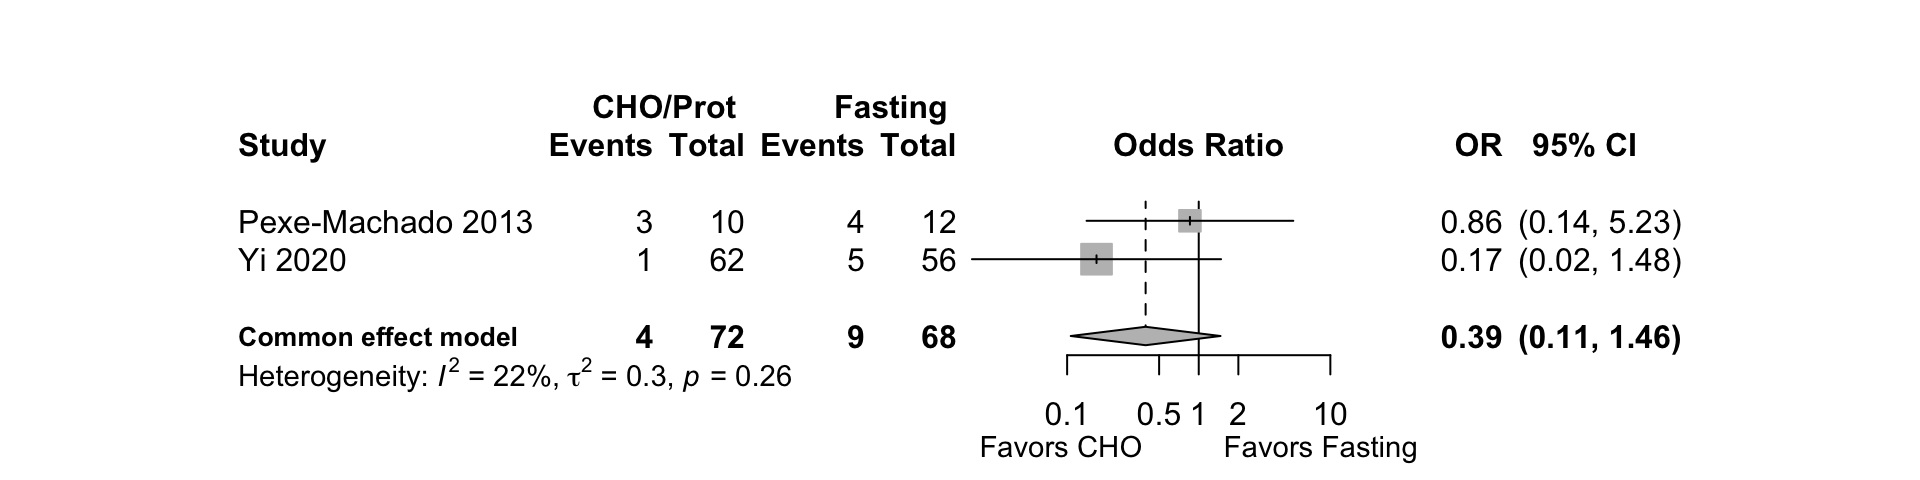 CHO/Prot Fasting
Study Events Total Events Total Odds Ratio OR 95% CI
Pexe-Machado 2013 3 10 4 12 0.86 (0.14, 5.23)
Yi 2020 1 62 5 56 0.17 (0.02, 1.48)
Common effect model 4 72 9 68 0.39 (0.11, 1.46)
Heterogeneity: I² = 22%, τ² = 0.3, p = 0.26
0.1 0.5 1 2 10
Favors CHO Favors Fasting